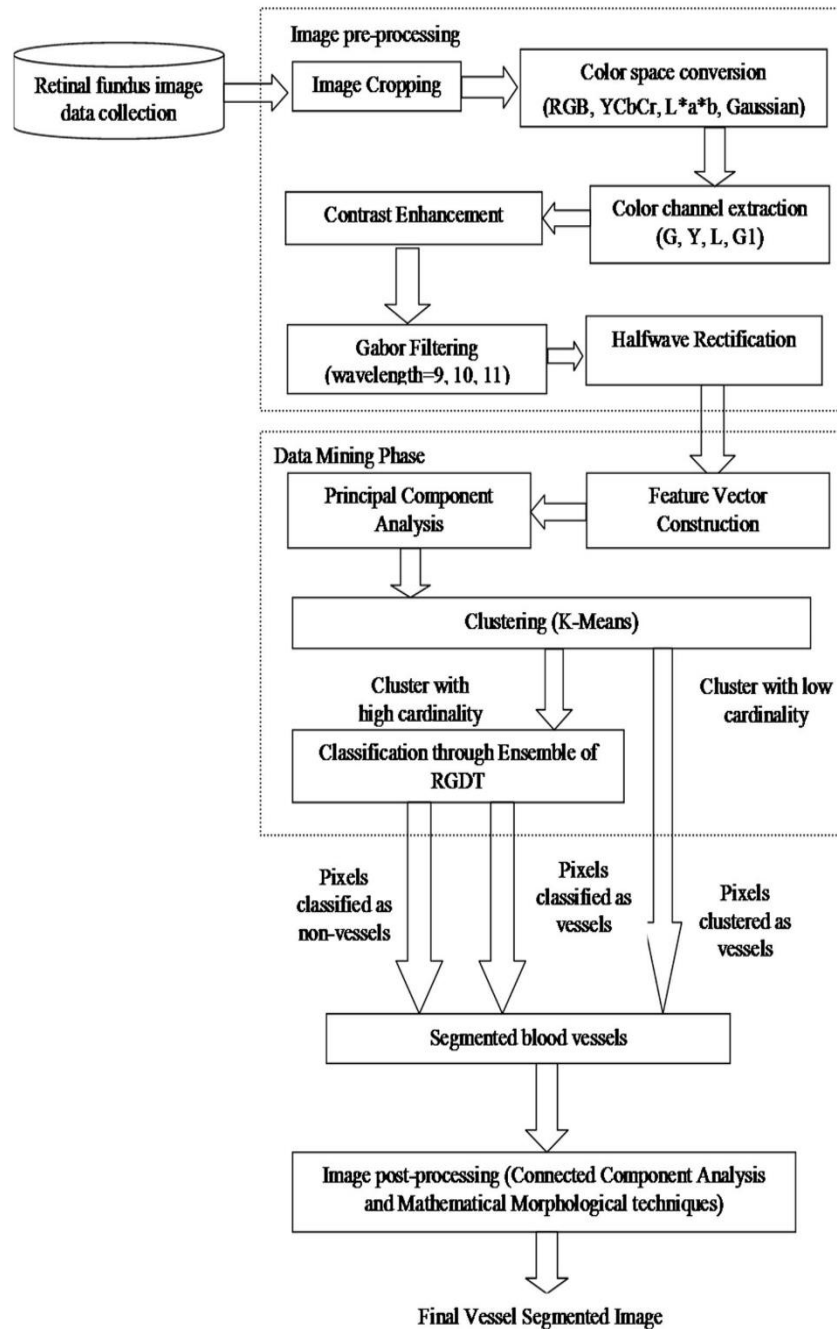 Image pre-processing
Retinal fundus image
data collection
Image Cropping
Color space conversion
(RGB, YCbCr, L*a*b, Gaussian)
Color channel extraction
(G, Y, L, G1)
Contrast Enhancement
Gabor Filtering
(wavelength=9, 10, 11)
Halfwave Rectification
Data Mining Phase
Feature Vector
Construction
Principal Component
Analysis
Clustering (K-Means)
Cluster with
high cardinality
Cluster with low
cardinality
Classification through Ensemble of
RGDT
Pixels
classified as
non-vessels
Pixels
classified as
vessels
Pixels
clustered as
vessels
Segmented blood vessels
Image post-processing (Connected Component Analysis
and Mathematical Morphological techniques)
Final Vessel Segmented Image